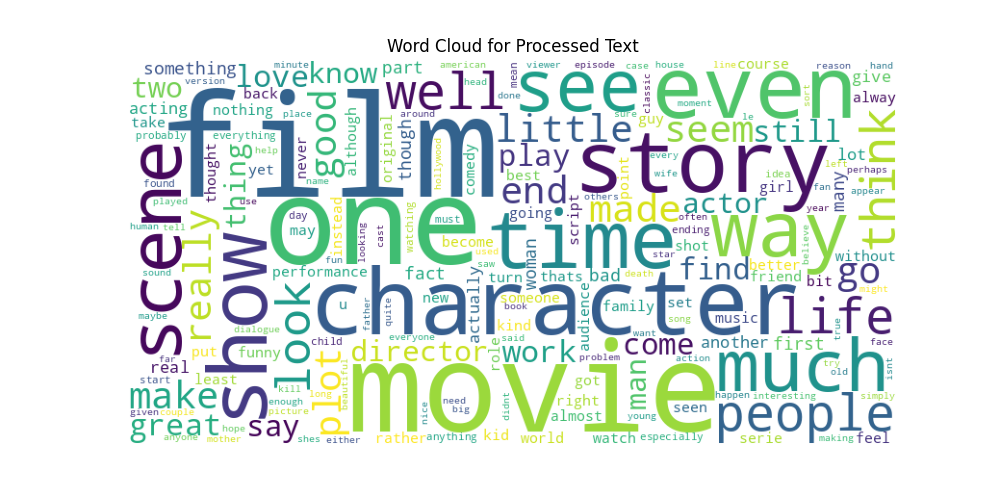 Word Cloud for Processed Text
something minute love know part american well see viewer episode case house even line course reason hand
two version back head mean done sure classic moment sort give alway
acting nothing place film good although original though hollywood comedy around little guy seem le still think
take probably everything thought never play point story every idea lot
scene found thing yet help name best end wife girl left perhaps
played use one others made actor many fan appear
human tell really day may instead watching must going script often way year
sound show looking cast become time ending shot believe without
maybe fun saw used woman star find better go
performance fact turn thats bad death friend bit might
look u father quite new actually someone audience family set music character life
dialogue everyone book kind song want true face
far put funny child director role said work come another first
real least plot problem man action much try isnt
start kill beautiful movie got old simply
make enough long nice need right young seen happen interesting
given couple picture hope big didnt almost people
great anyone mother say shes either rather anything kid world watch especially serie making feel